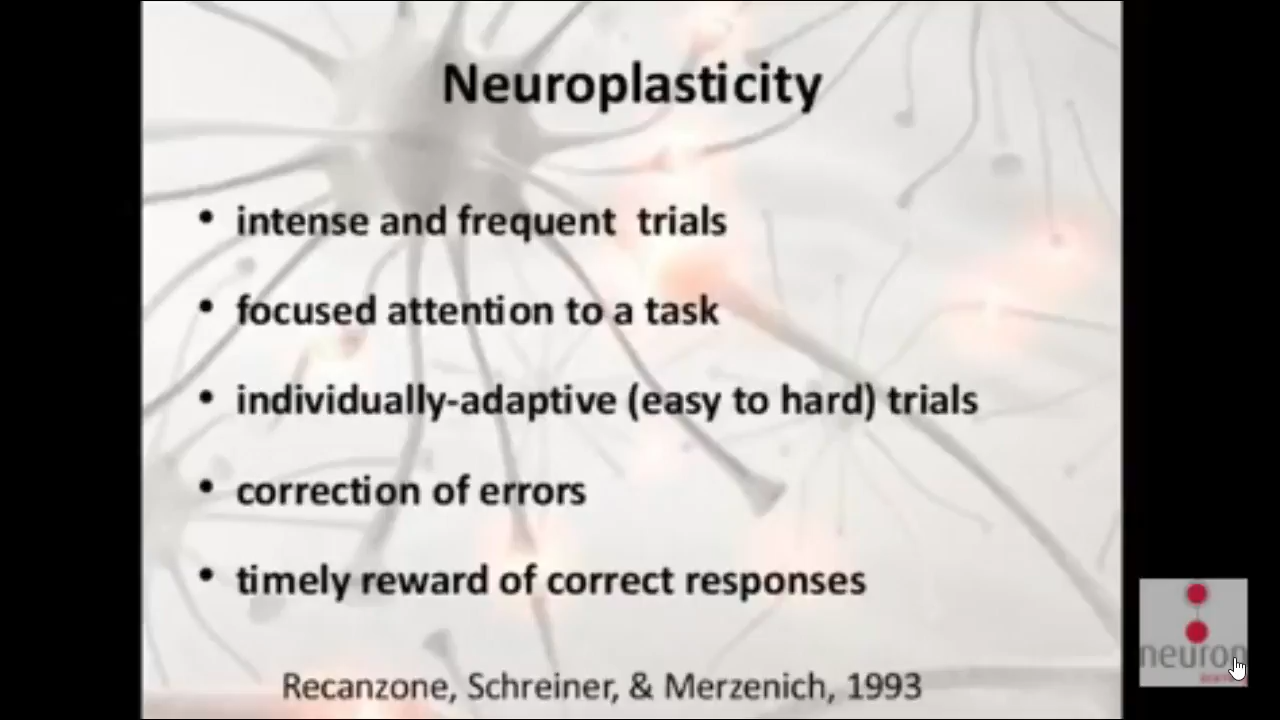 Neuroplasticity
• intense and frequent trials
• focused attention to a task
• individually-adaptive (easy to hard) trials
• correction of errors
• timely reward of correct responses
Recanzone, Schreiner, & Merzenich, 1993
neuron